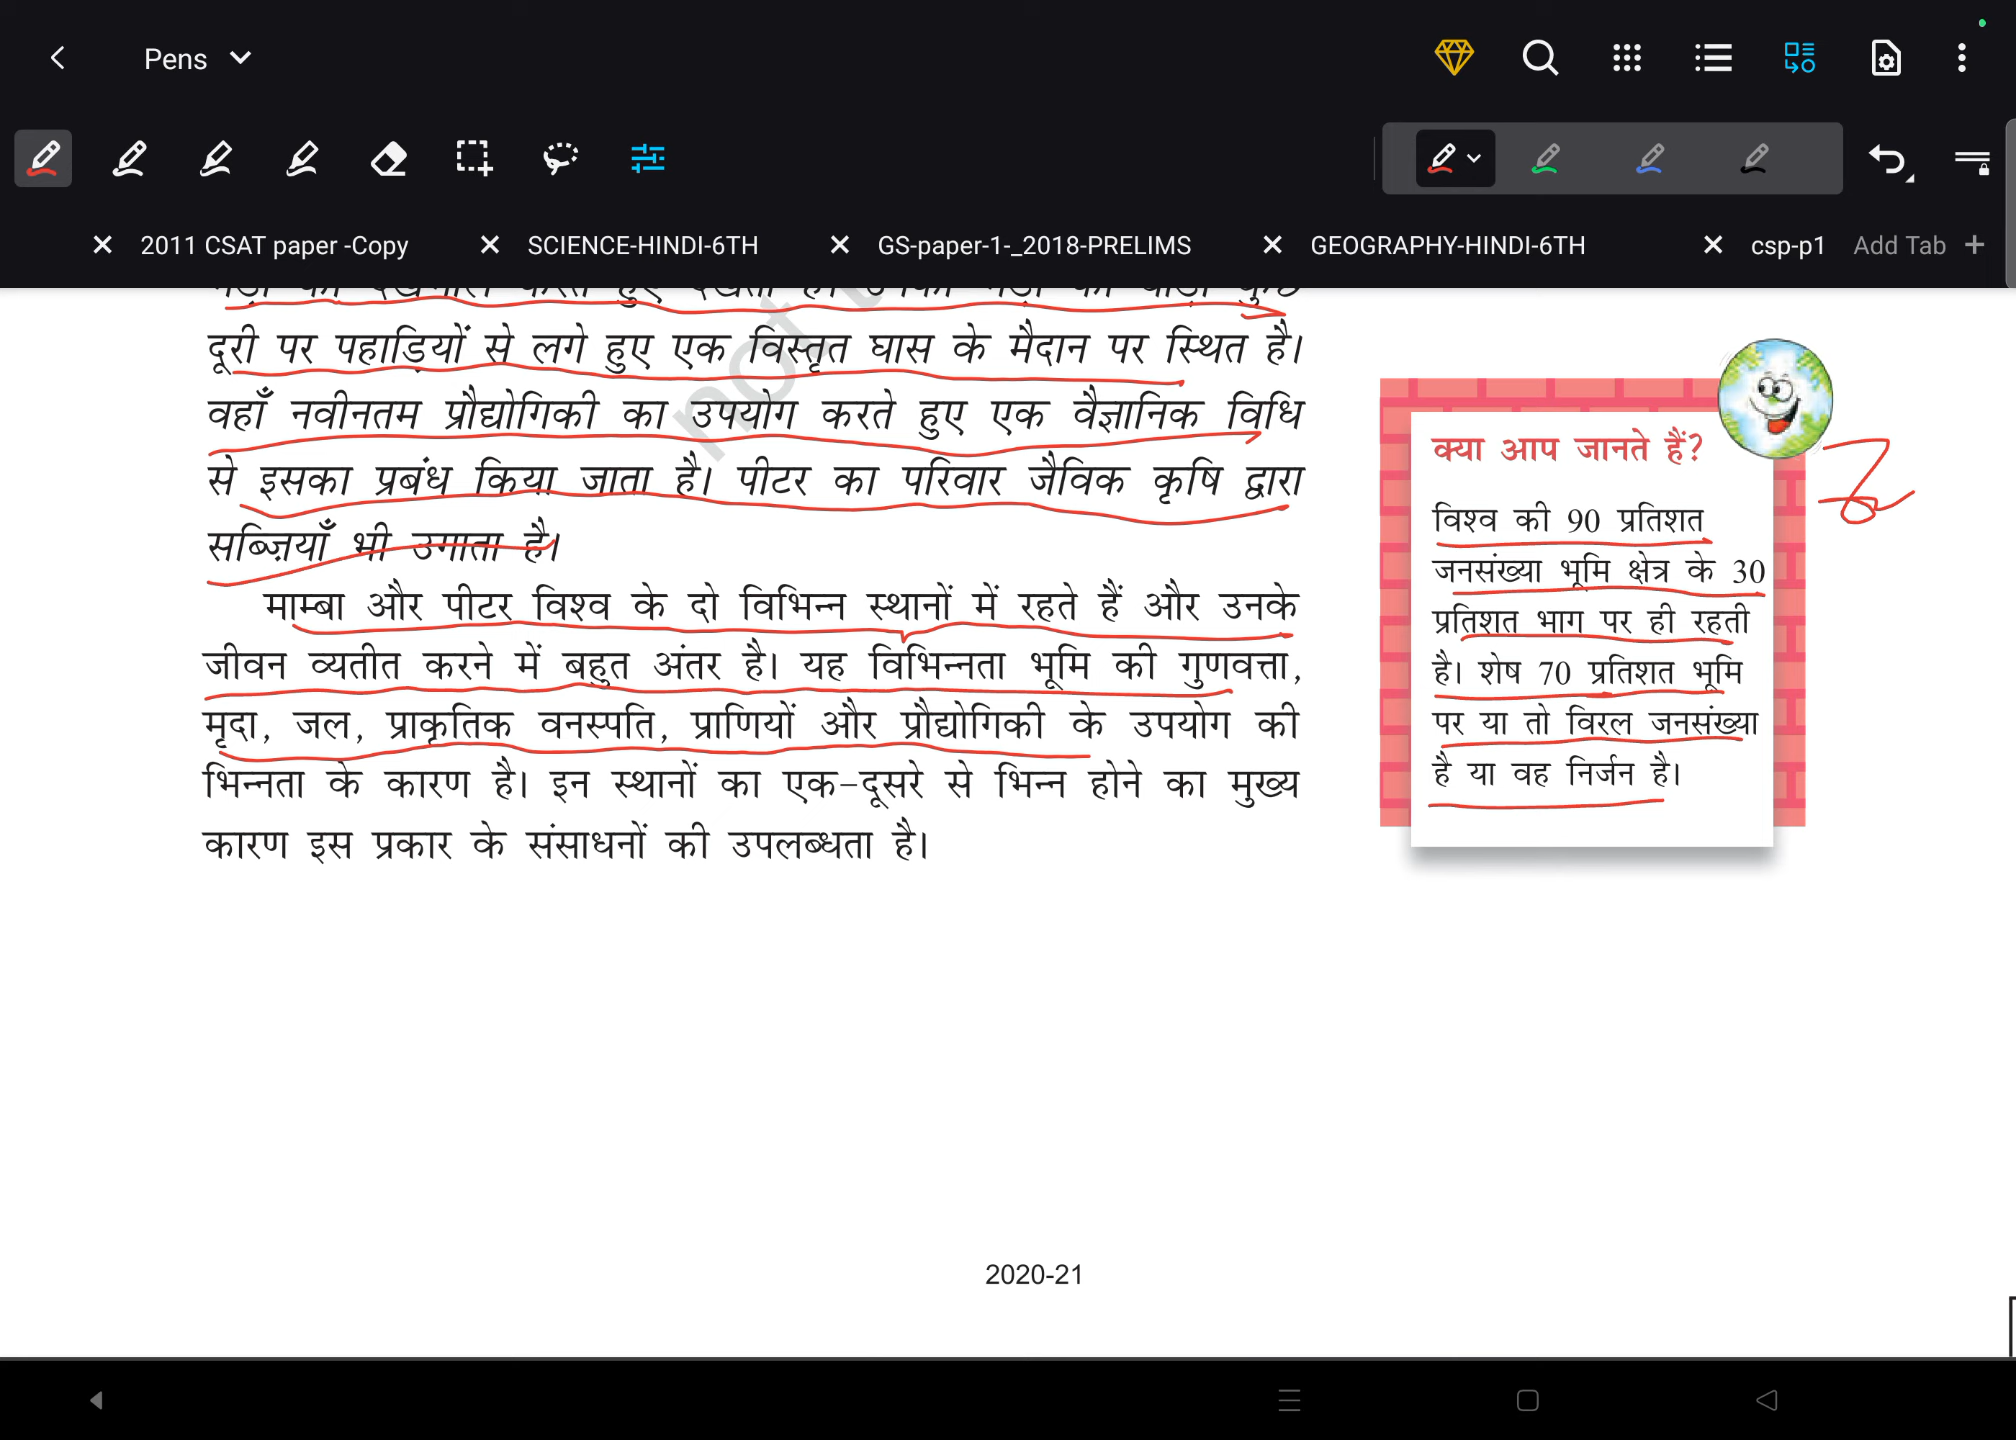 Pens
2011 CSAT paper -Copy
SCIENCE-HINDI-6TH
GS-paper-1-_2018-PRELIMS
GEOGRAPHY-HINDI-6TH
csp-p1
Add Tab +
दूरी पर पहाड़ियों से लगे हुए एक विस्तृत घास के मैदान पर स्थित है।
वहाँ नवीनतम प्रौद्योगिकी का उपयोग करते हुए एक वैज्ञानिक विधि
से इसका प्रबंध किया जाता है। पीटर का परिवार जैविक कृषि द्वारा
सब्ज़ियाँ भी उगाता है।
माम्बा और पीटर विश्व के दो विभिन्न स्थानों में रहते हैं और उनके
जीवन व्यतीत करने में बहुत अंतर है। यह विभिन्नता भूमि की गुणवत्ता,
मृदा, जल, प्राकृतिक वनस्पति, प्राणियों और प्रौद्योगिकी के उपयोग की
भिन्नता के कारण है। इन स्थानों का एक-दूसरे से भिन्न होने का मुख्य
कारण इस प्रकार के संसाधनों की उपलब्धता है।
not
क्या आप जानते हैं?
विश्व की 90 प्रतिशत
जनसंख्या भूमि क्षेत्र के 30
प्रतिशत भाग पर ही रहती
है। शेष 70 प्रतिशत भूमि
पर या तो विरल जनसंख्या
है या वह निर्जन है।
2020-21